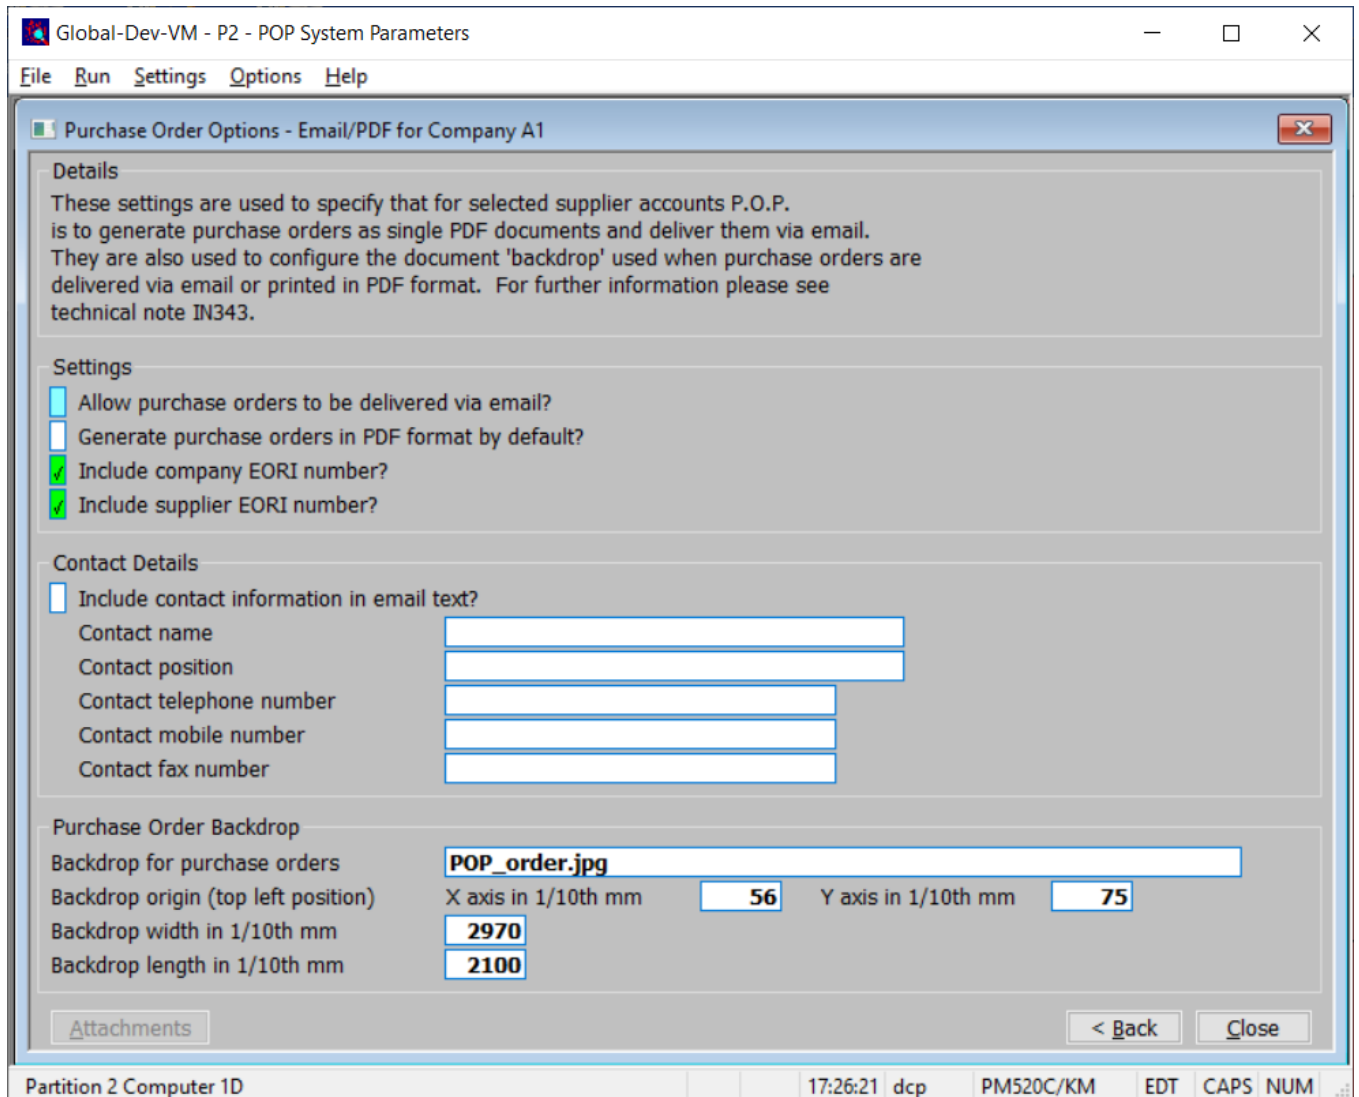 Global-Dev-VM - P2 - POP System Parameters
File Run Settings Options Help
Purchase Order Options - Email/PDF for Company A1
Details
These settings are used to specify that for selected supplier accounts P.O.P.
is to generate purchase orders as single PDF documents and deliver them via email.
They are also used to configure the document 'backdrop' used when purchase orders are
delivered via email or printed in PDF format. For further information please see
technical note IN343.
Settings
Allow purchase orders to be delivered via email?
Generate purchase orders in PDF format by default?
Include company EORI number?
Include supplier EORI number?
Contact Details
Include contact information in email text?
Contact name
Contact position
Contact telephone number
Contact mobile number
Contact fax number
Purchase Order Backdrop
Backdrop for purchase orders POP_order.jpg
Backdrop origin (top left position) X axis in 1/10th mm 56 Y axis in 1/10th mm 75
Backdrop width in 1/10th mm 2970
Backdrop length in 1/10th mm 2100
Attachments < Back Close
Partition 2 Computer 1D 17:26:21 dcp PM520C/KM EDT CAPS NUM